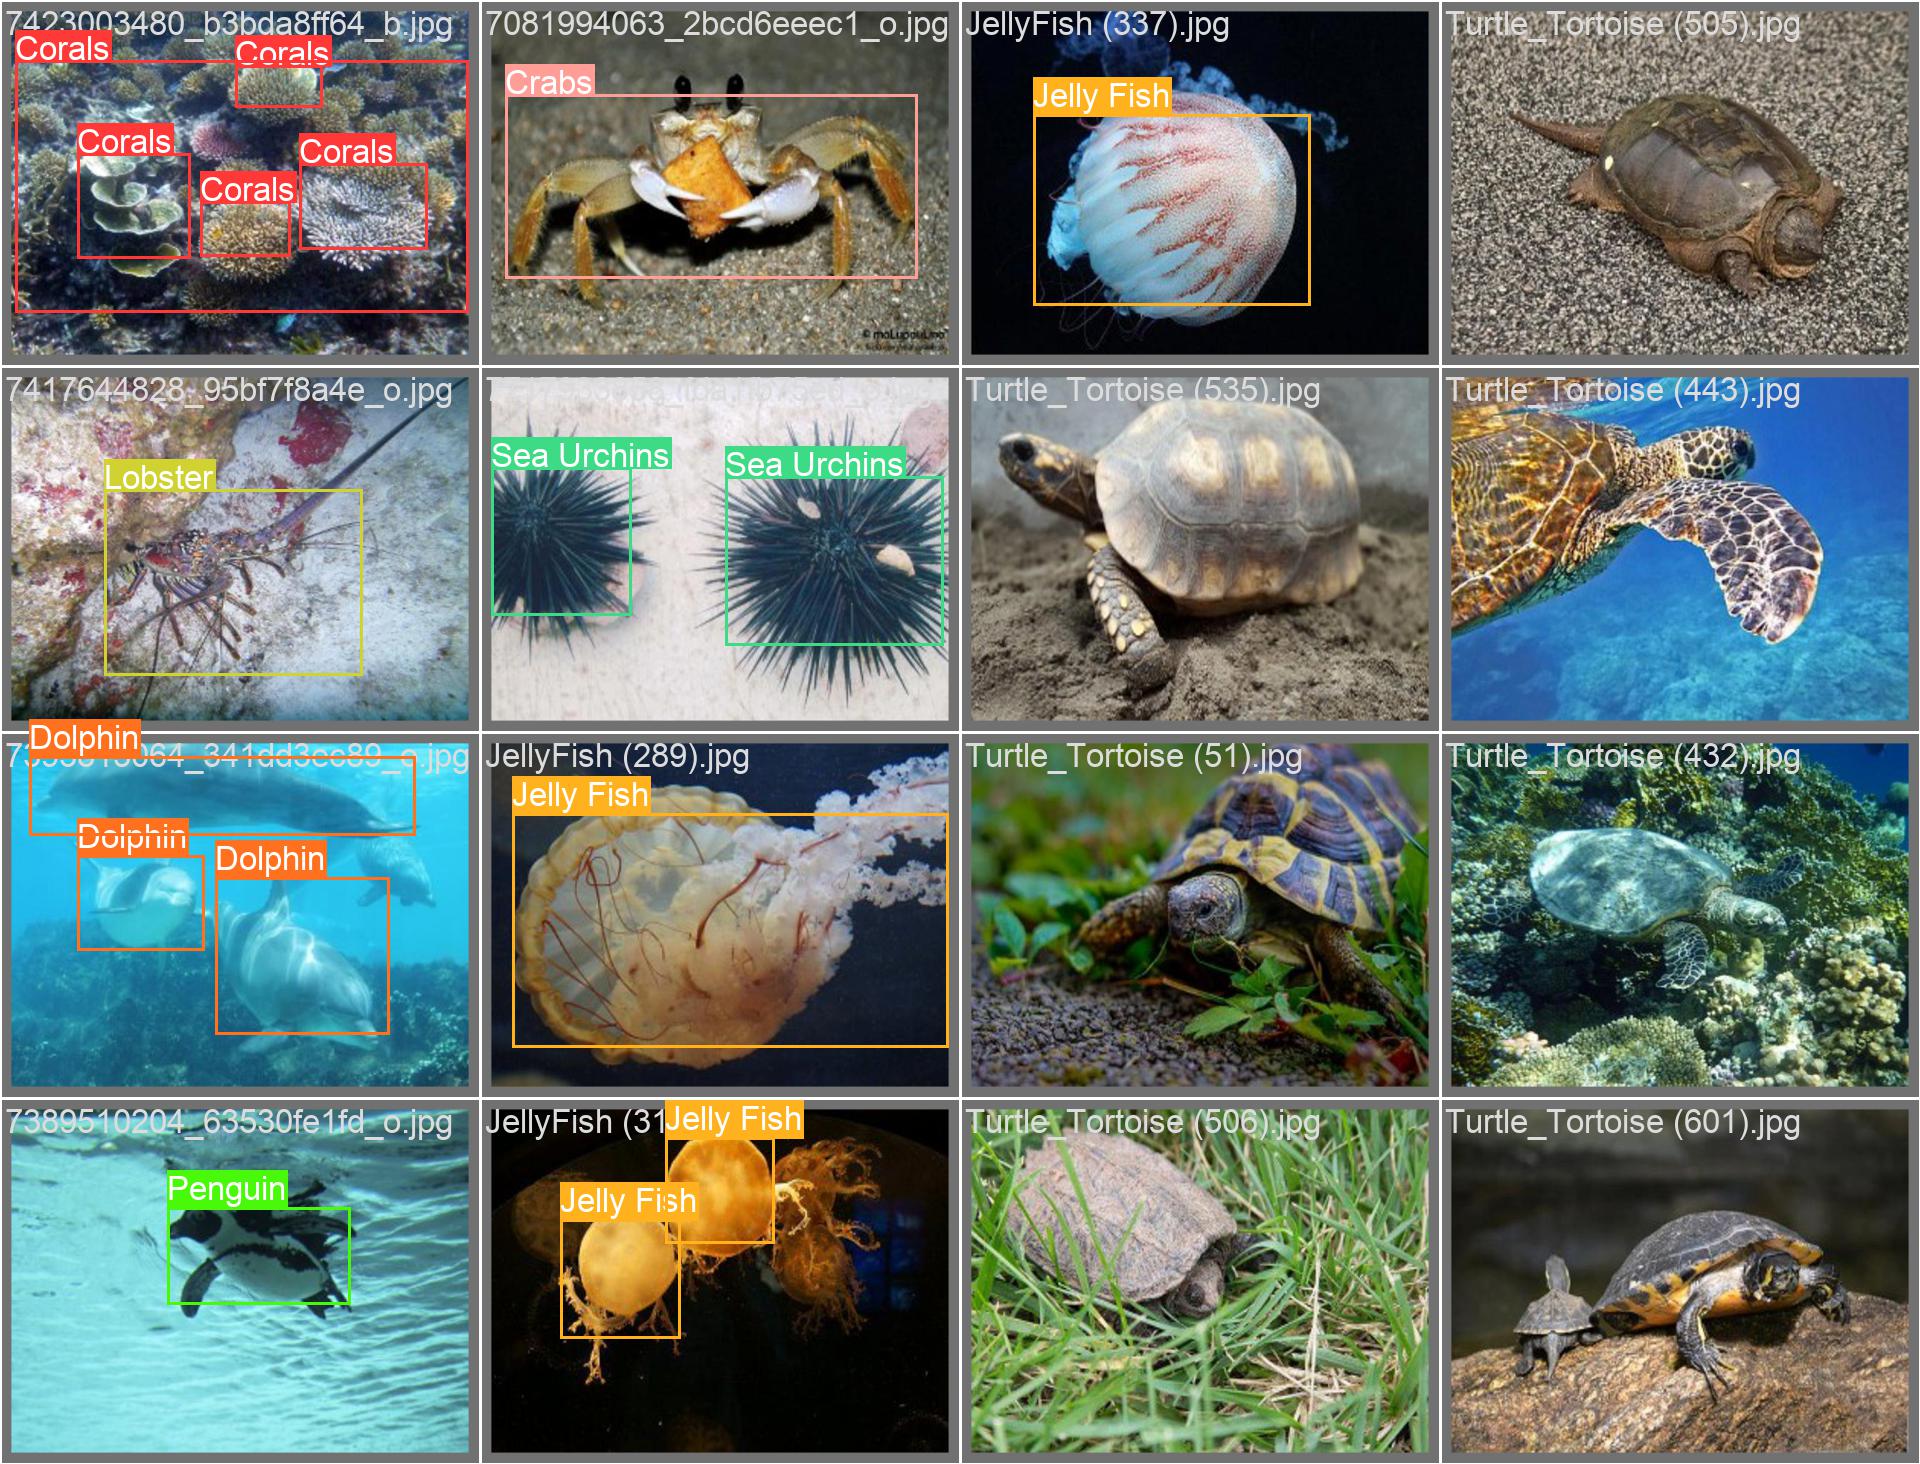 7423003480_b3bda8ff64_b.jpg
Corals
Corals
Corals
Corals
Corals
7081994063_2bcd6eeec1_o.jpg
Crabs
© moLupouLmo
JellyFish (337).jpg
Jelly Fish
Turtle_Tortoise (505).jpg
7417644828_95bf7f8a4e_o.jpg
Lobster
Sea Urchins
Sea Urchins
Turtle_Tortoise (535).jpg
Turtle_Tortoise (443).jpg
Dolphin
Dolphin
Dolphin
JellyFish (289).jpg
Jelly Fish
Turtle_Tortoise (51).jpg
Turtle_Tortoise (432).jpg
7389510204_63530fe1fd_o.jpg
Penguin
JellyFish (31
Jelly Fish
Jelly Fish
Turtle_Tortoise (506).jpg
Turtle_Tortoise (601).jpg